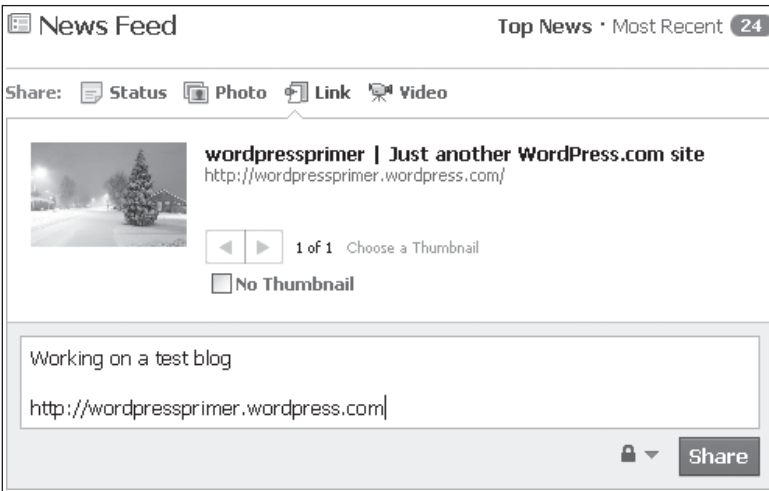 News Feed Top News · Most Recent 24
Share: Status Photo Link Video
wordpressprimer | Just another WordPress.com site
http://wordpressprimer.wordpress.com/
1 of 1 Choose a Thumbnail
No Thumbnail
Working on a test blog
http://wordpressprimer.wordpress.com
Share